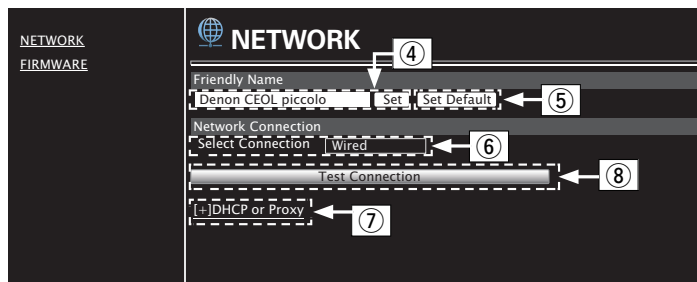 NETWORK
FIRMWARE
NETWORK
④
Friendly Name
Denon CEOL piccolo Set Set Default ⑤
Network Connection
Select Connection Wired ⑥
Test Connection ⑧
[+]DHCP or Proxy ⑦